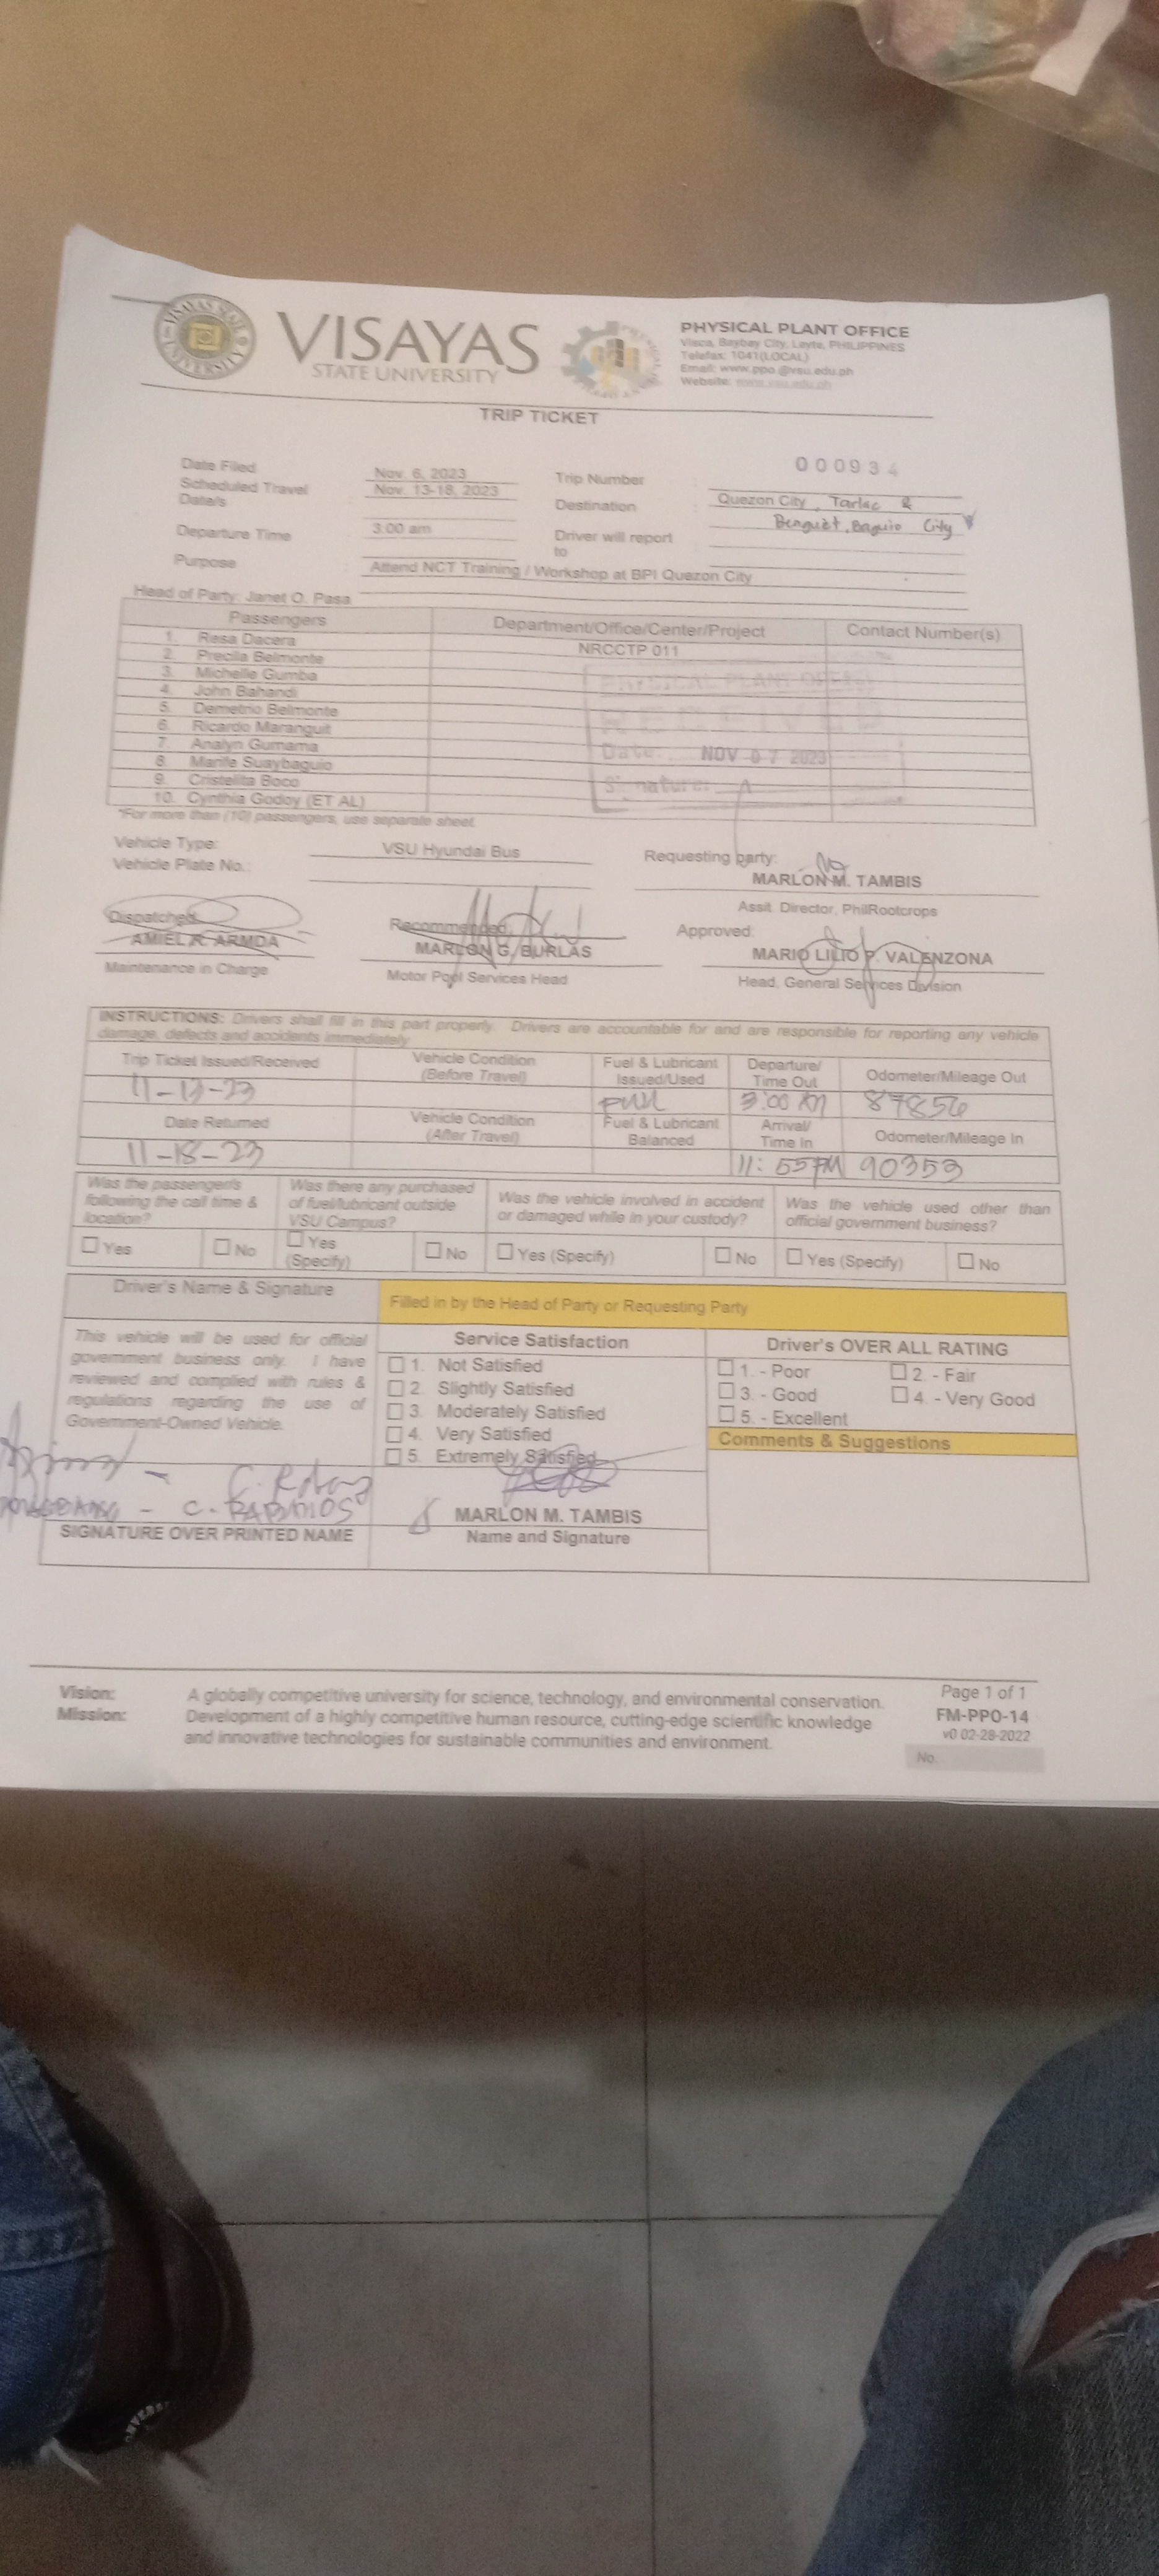 VISAYAS
STATE UNIVERSITY
PHYSICAL PLANT OFFICE
Visca, Baybay City, Leyte, PHILIPPINES
Telefax: 1041(LOCAL)
Email: www.ppo.@vsu.edu.ph
Website: www.vsu.edu.ph
TRIP TICKET
000934
Date Filed : Nov. 6, 2023 Trip Number
Scheduled Travel Date/s : Nov. 13-18, 2023 Destination Quezon City, Tarlac & Benguet, Baguio City
Departure Time : 3:00 am Driver will report to
Purpose : Attend NCT Training / Workshop at BPI Quezon City
Head of Party: Janet O. Pasa
Passengers Department/Office/Center/Project Contact Number(s)
1. Resa Dacera NRCCTP 011
2. Precila Belmonte
3. Michelle Gumba
4. John Bahandi
5. Demetrio Belmonte
6. Ricardo Maranguit
7. Analyn Gumama
8. Marife Suaybaguio
9. Cristelita Boco
10. Cynthia Godoy (ET AL)
PHYSICAL PLANT OFFICE
RECEIVED
Date: NOV 07 2023
Signature:
*For more than (10) passengers, use separate sheet.
Vehicle Type: VSU Hyundai Bus
Vehicle Plate No.:
Requesting party:
MARLON M. TAMBIS
Assit. Director, PhilRootcrops
Dispatched:
AMIEL R. ARMDA
Maintenance in Charge
Recommended:
MARLON G. BURLAS
Motor Pool Services Head
Approved:
MARIO LILIO P. VALENZONA
Head, General Services Division
INSTRUCTIONS: Drivers shall fill in this part properly. Drivers are accountable for and are responsible for reporting any vehicle
damage, defects and accidents immediately
Trip Ticket Issued/Received Vehicle Condition (Before Travel) Fuel & Lubricant Issued/Used Departure/ Time Out Odometer/Mileage Out
3:00 AM 87856
Date Returned Vehicle Condition (After Travel) Fuel & Lubricant Balanced Arrival/ Time In Odometer/Mileage In
11-18-23 11:55PM 90353
Was the passenger/s following the call time & location?
Was there any purchased of fuel/lubricant outside VSU Campus?
Was the vehicle involved in accident or damaged while in your custody?
Was the vehicle used other than official government business?
Yes No Yes (Specify) No Yes (Specify) No Yes (Specify) No
Driver's Name & Signature
Filled in by the Head of Party or Requesting Party
This vehicle will be used for official
government business only. I have
reviewed and complied with rules &
regulations regarding the use of
Government-Owned Vehicle.
SIGNATURE OVER PRINTED NAME
Service Satisfaction
1. Not Satisfied
2. Slightly Satisfied
3. Moderately Satisfied
4. Very Satisfied
5. Extremely Satisfied
MARLON M. TAMBIS
Name and Signature
Driver's OVER ALL RATING
1. - Poor 2. - Fair
3. - Good 4. - Very Good
5. - Excellent
Comments & Suggestions
Vision: A globally competitive university for science, technology, and environmental conservation.
Mission: Development of a highly competitive human resource, cutting-edge scientific knowledge
and innovative technologies for sustainable communities and environment.
Page 1 of 1
FM-PPO-14
v0 02-28-2022
No.